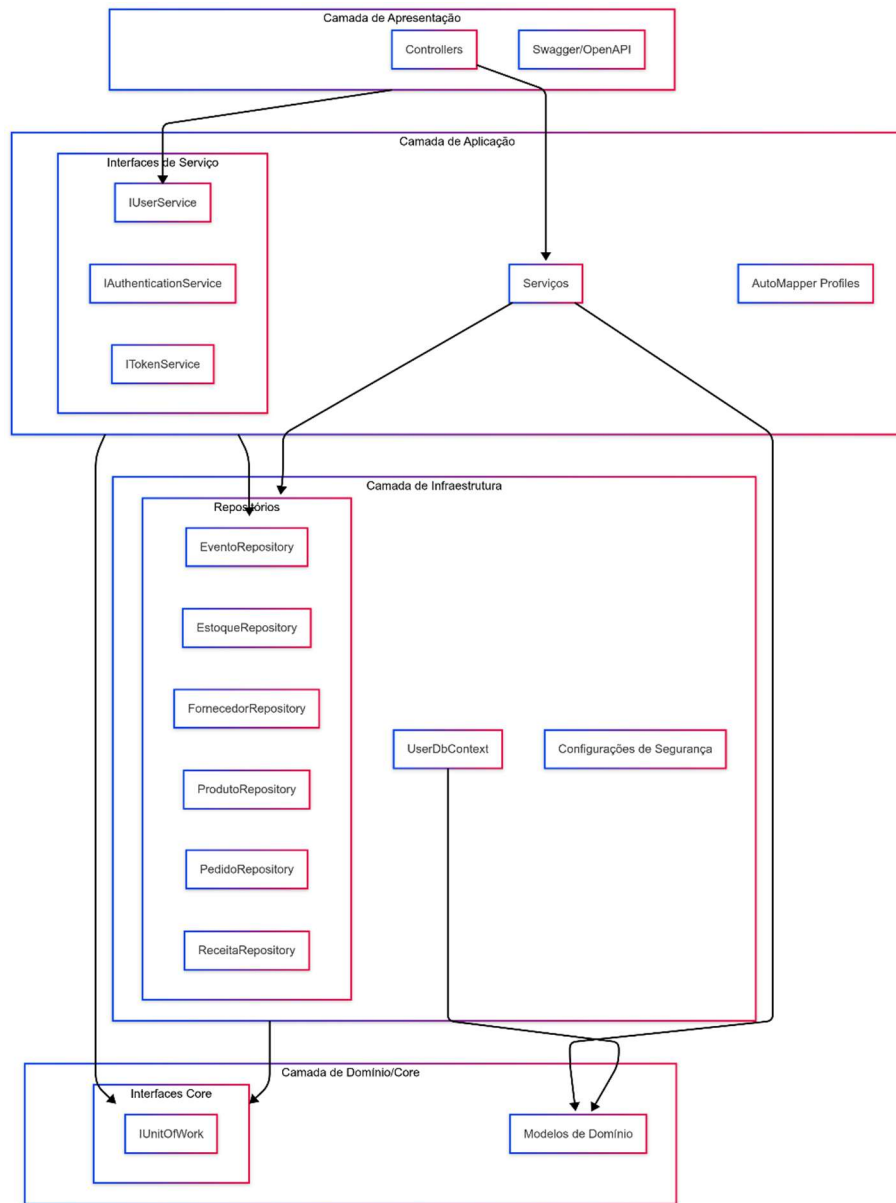 Camada de Apresentação
Controllers
Swagger/OpenAPI
Camada de Aplicação
Interfaces de Serviço
IUserService
IAuthenticationService
ITokenService
Serviços
AutoMapper Profiles
Camada de Infraestrutura
Repositórios
EventoRepository
EstoqueRepository
FornecedorRepository
UserDbContext
Configurações de Segurança
ProdutoRepository
PedidoRepository
ReceitaRepository
Camada de Domínio/Core
Interfaces Core
IUnitOfWork
Modelos de Domínio